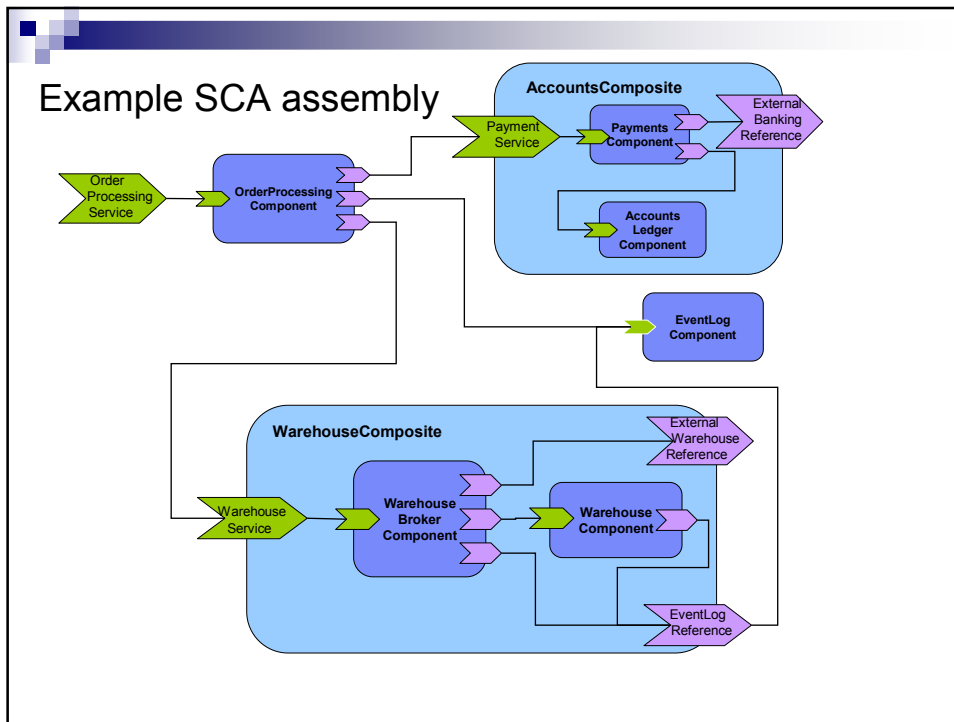 Example SCA assembly
AccountsComposite
External
Banking
Reference
Payment
Service
Payments
Component
Order
Processing
Service
OrderProcessing
Component
Accounts
Ledger
Component
EventLog
Component
WarehouseComposite
External
Warehouse
Reference
Warehouse
Service
Warehouse
Broker
Component
Warehouse
Component
EventLog
Reference